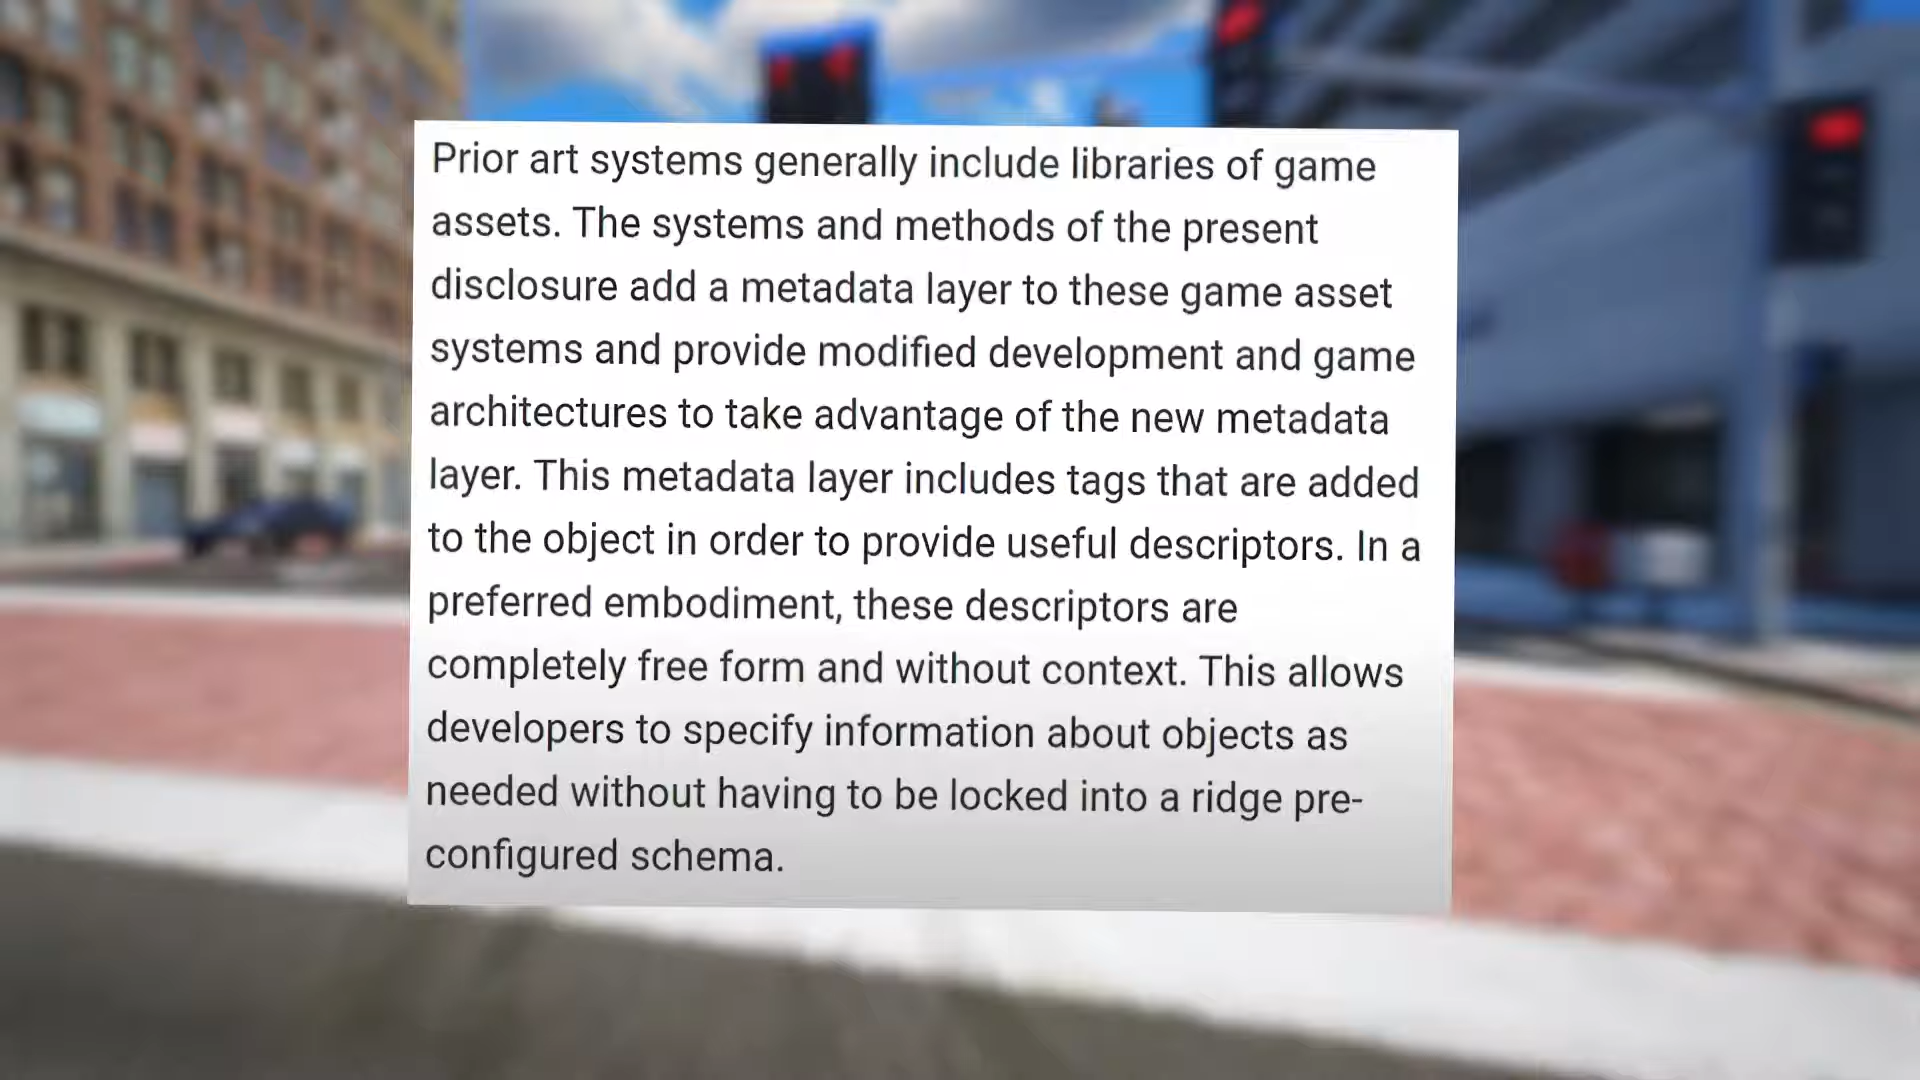 Prior art systems generally include libraries of game
assets. The systems and methods of the present
disclosure add a metadata layer to these game asset
systems and provide modified development and game
architectures to take advantage of the new metadata
layer. This metadata layer includes tags that are added
to the object in order to provide useful descriptors. In a
preferred embodiment, these descriptors are
completely free form and without context. This allows
developers to specify information about objects as
needed without having to be locked into a ridge pre-
configured schema.